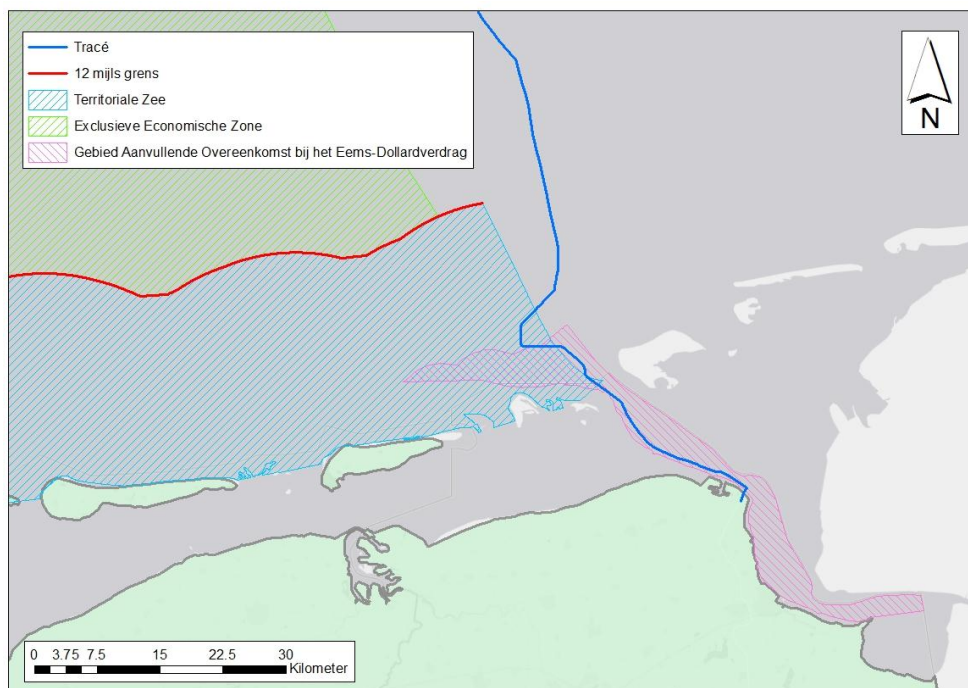 Tracé
12 mijls grens
Territoriale Zee
Exclusieve Economische Zone
Gebied Aanvullende Overeenkomst bij het Eems-Dollardverdrag
N
0 3.75 7.5 15 22.5 30
Kilometer